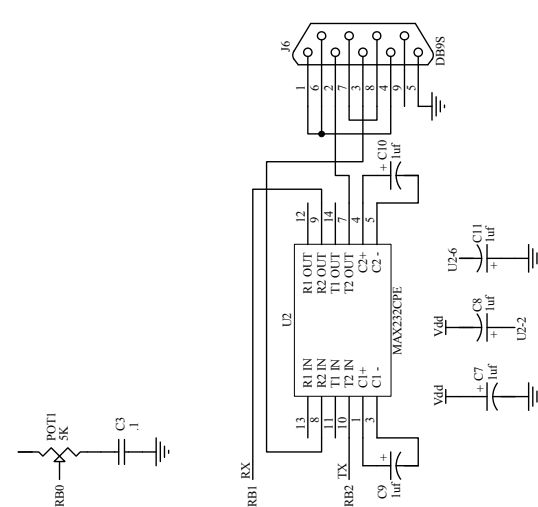 J6
DB9S
1
6
2
7
3
8
4
9
5
C10
1uf
+
12
9
14
7
4
5
R1 OUT
R2 OUT
T1 OUT
T2 OUT
C2+
C2 -
U2
MAX232CPE
R1 IN
R2 IN
T1 IN
T2 IN
C1+
C1 -
13
8
11
10
1
3
RX
RB1
TX
RB2
C9
1uf
+
U2-6
C11
1uf
+
Vdd
C8
1uf
+
U2-2
Vdd
C7
1uf
+
POT1
5K
RB0
C3
.1